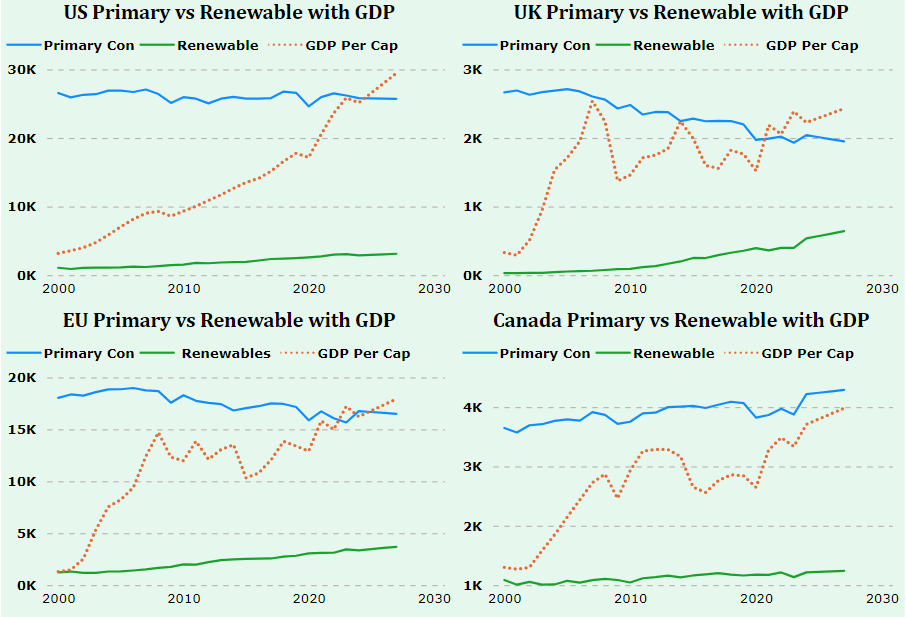 US Primary vs Renewable with GDP
Primary Con Renewable GDP Per Cap
30K
20K
10K
0K
2000 2010 2020 2030
UK Primary vs Renewable with GDP
Primary Con Renewable GDP Per Cap
3K
2K
1K
0K
2000 2010 2020 2030
EU Primary vs Renewable with GDP
Primary Con Renewables GDP Per Cap
20K
15K
10K
5K
0K
2000 2010 2020 2030
Canada Primary vs Renewable with GDP
Primary Con Renewable GDP Per Cap
4K
3K
2K
1K
2000 2010 2020 2030